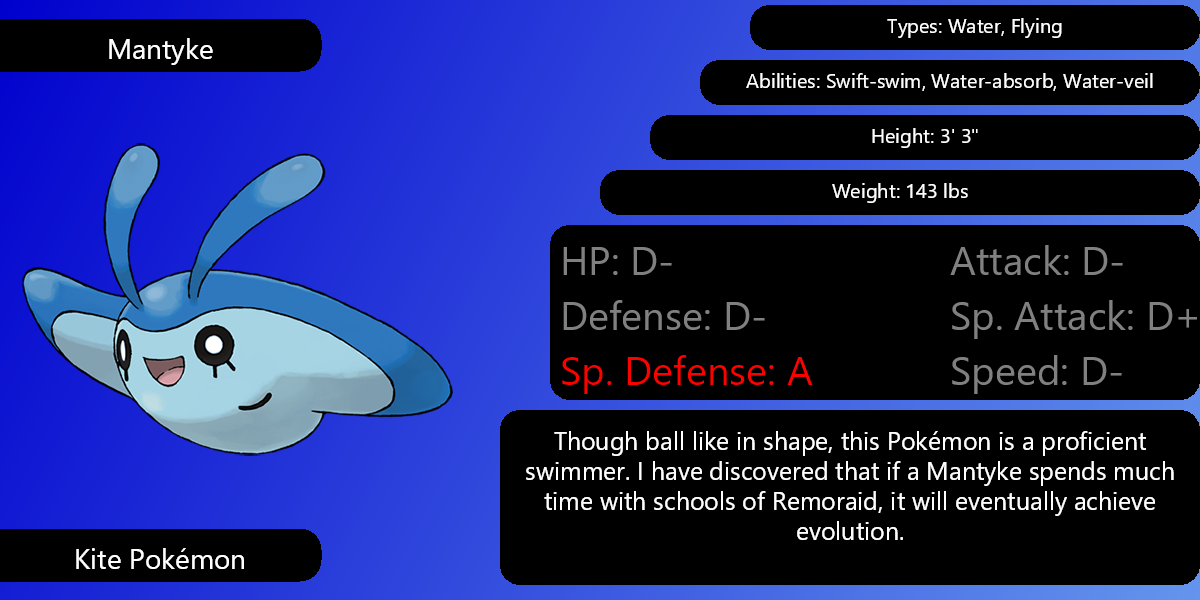 Mantyke
Types: Water, Flying
Abilities: Swift-swim, Water-absorb, Water-veil
Height: 3' 3"
Weight: 143 lbs
HP: D-
Attack: D-
Defense: D-
Sp. Attack: D+
Sp. Defense: A
Speed: D-
Though ball like in shape, this Pokémon is a proficient
swimmer. I have discovered that if a Mantyke spends much
time with schools of Remoraid, it will eventually achieve
evolution.
Kite Pokémon